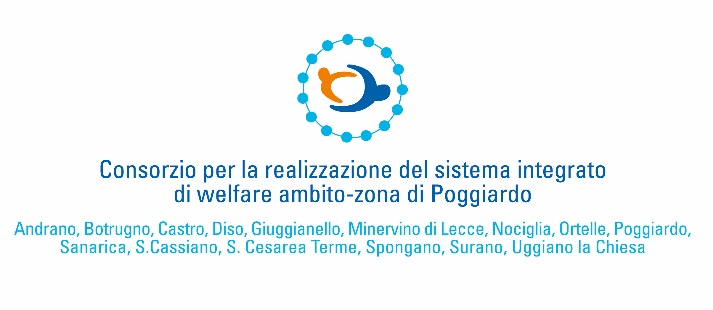 Consorzio per la realizzazione del sistema integrato
di welfare ambito-zona di Poggiardo
Andrano, Botrugno, Castro, Diso, Giuggianello, Minervino di Lecce, Nociglia, Ortelle, Poggiardo,
Sanarica, S.Cassiano, S. Cesarea Terme, Spongano, Surano, Uggiano la Chiesa